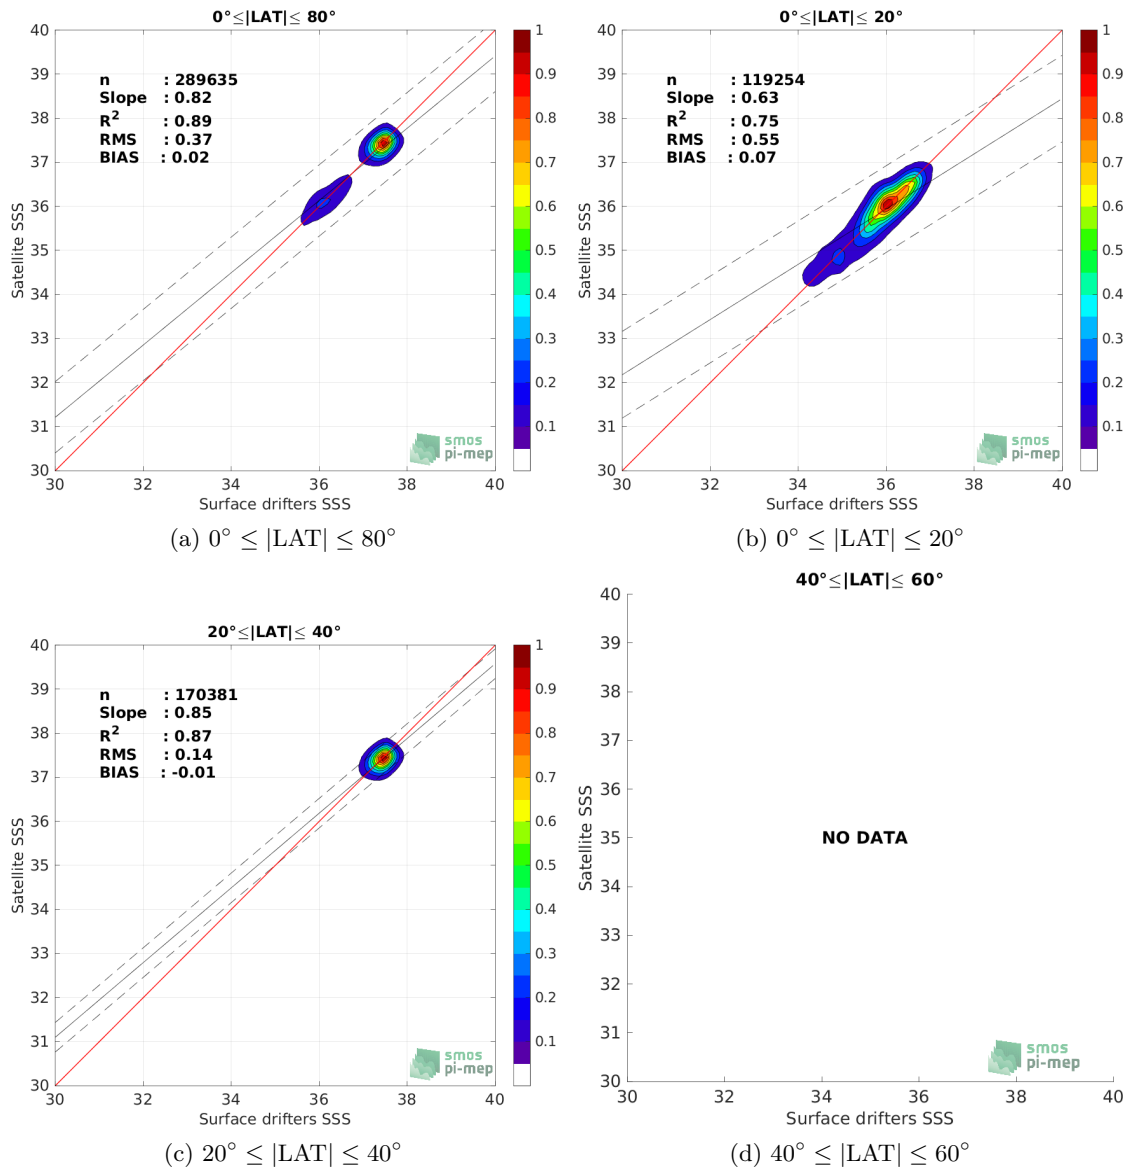 0°≤|LAT|≤ 80°
40
39
38
37
36
35
34
33
32
31
30
n : 289635
Slope : 0.82
R2 : 0.89
RMS : 0.37
BIAS : 0.02
Satellite SSS
smos
pi-mep
30 32 34 36 38 40
Surface drifters SSS
1
0.9
0.8
0.7
0.6
0.5
0.4
0.3
0.2
0.1
(a) 0° ≤ |LAT| ≤ 80°
0°≤|LAT|≤ 20°
40
39
38
37
36
35
34
33
32
31
30
n : 119254
Slope : 0.63
R2 : 0.75
RMS : 0.55
BIAS : 0.07
Satellite SSS
smos
pi-mep
30 32 34 36 38 40
Surface drifters SSS
1
0.9
0.8
0.7
0.6
0.5
0.4
0.3
0.2
0.1
(b) 0° ≤ |LAT| ≤ 20°
20°≤|LAT|≤ 40°
40
39
38
37
36
35
34
33
32
31
30
n : 170381
Slope : 0.85
R2 : 0.87
RMS : 0.14
BIAS : -0.01
Satellite SSS
smos
pi-mep
30 32 34 36 38 40
Surface drifters SSS
1
0.9
0.8
0.7
0.6
0.5
0.4
0.3
0.2
0.1
(c) 20° ≤ |LAT| ≤ 40°
40°≤|LAT|≤ 60°
40
39
38
37
36
35
34
33
32
31
30
NO DATA
Satellite SSS
smos
pi-mep
30 32 34 36 38 40
Surface drifters SSS
(d) 40° ≤ |LAT| ≤ 60°